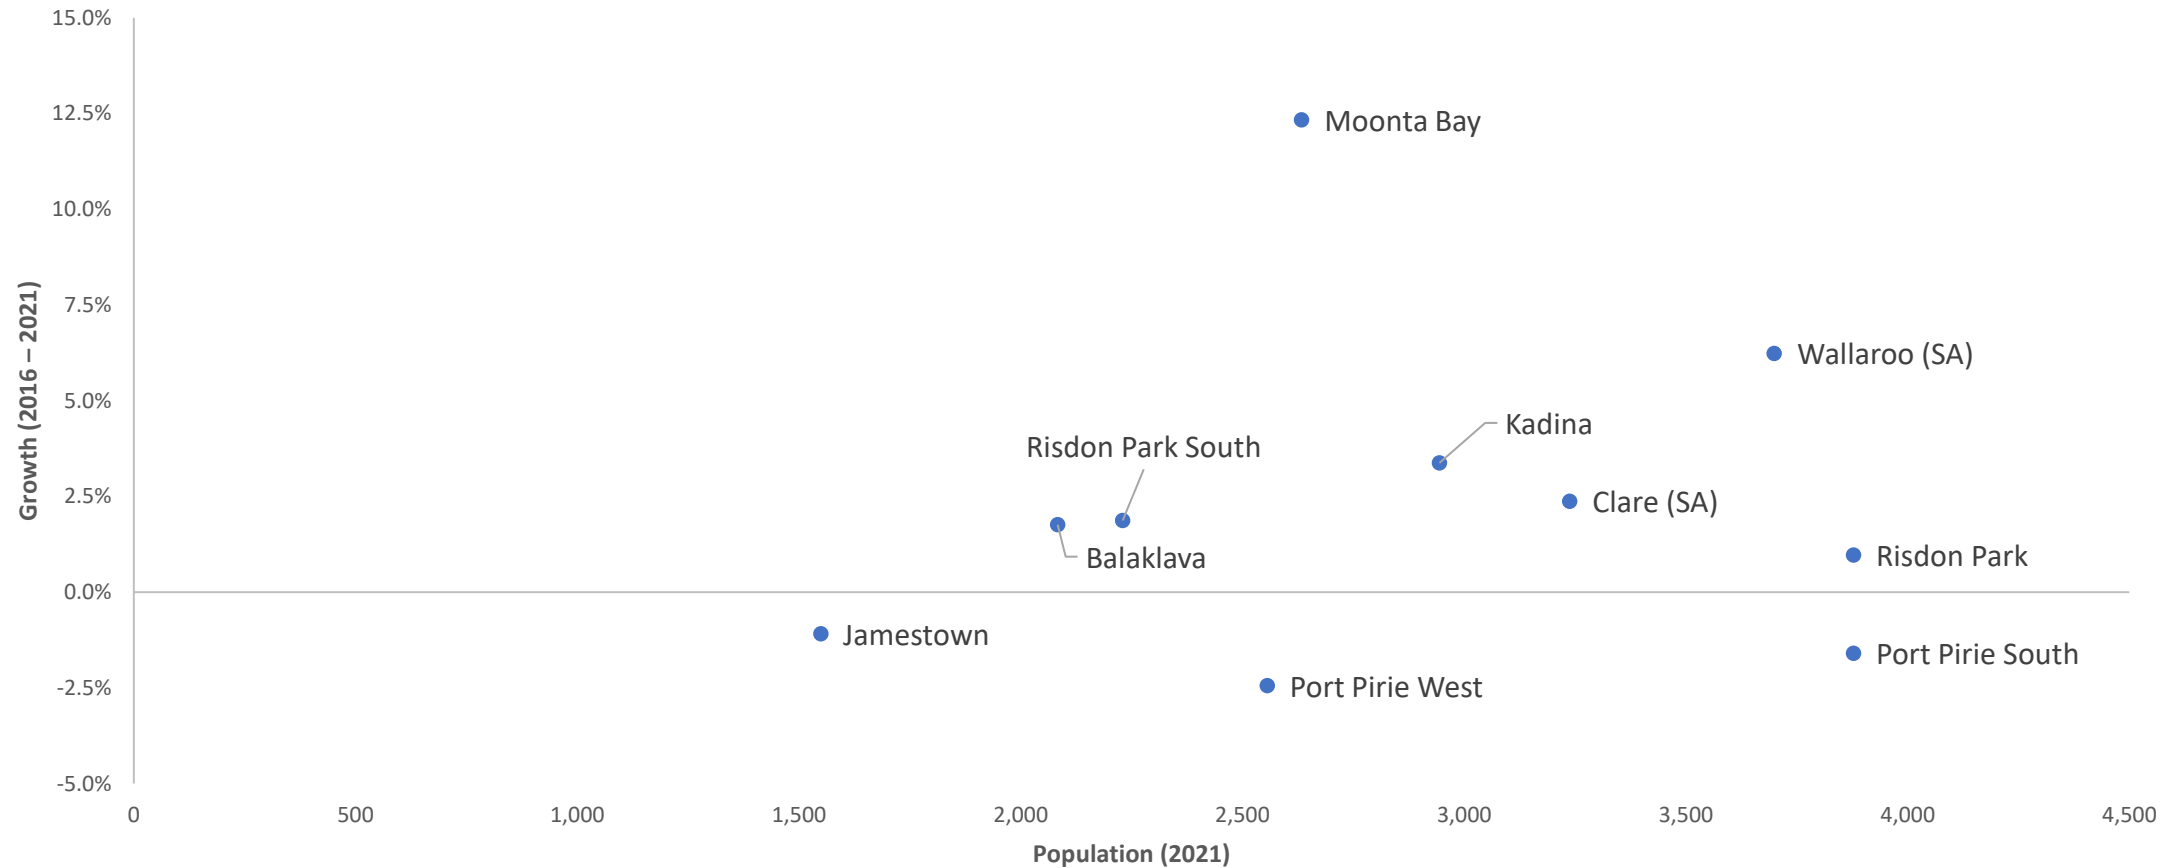 15.0%
12.5%
10.0%
7.5%
5.0%
2.5%
0.0%
-2.5%
-5.0%
Growth (2016 – 2021)
Moonta Bay
Wallaroo (SA)
Kadina
Risdon Park South
Clare (SA)
Balaklava
Risdon Park
Jamestown
Port Pirie South
Port Pirie West
0 500 1,000 1,500 2,000 2,500 3,000 3,500 4,000 4,500
Population (2021)